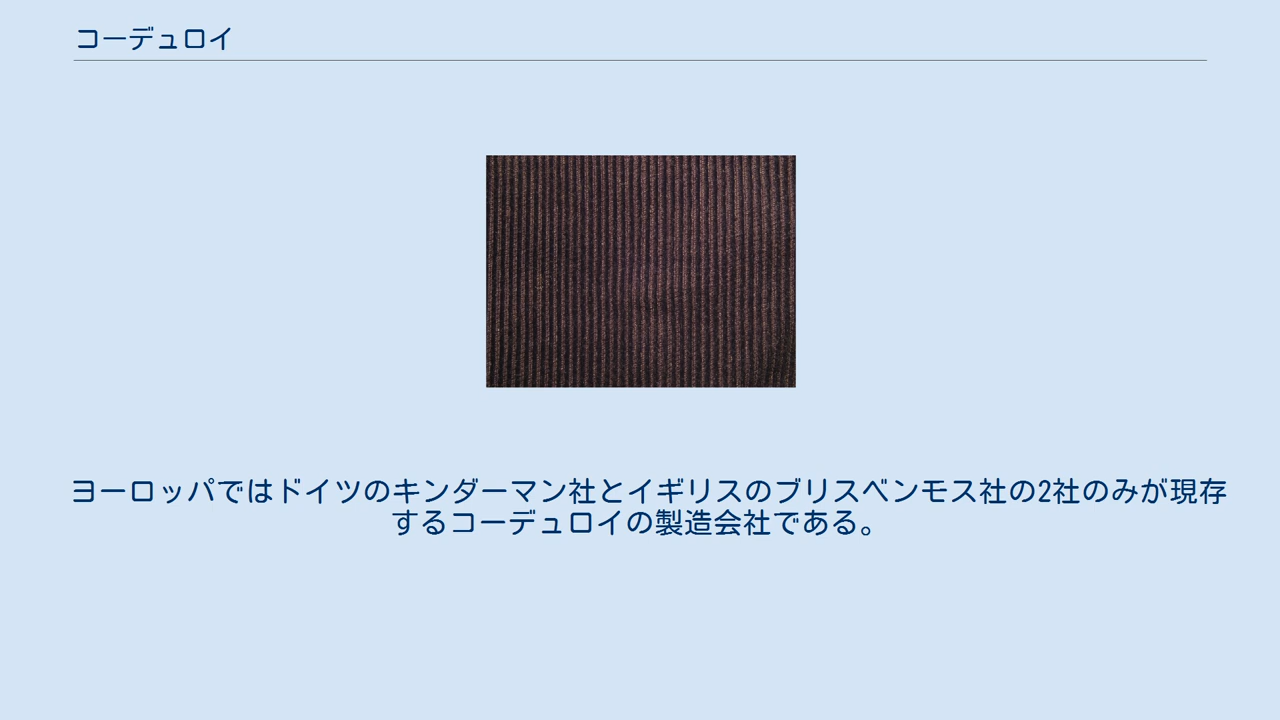 コーデュロイ
ヨーロッパではドイツのキンダーマン社とイギリスのブリスベンモス社の2社のみが現存
するコーデュロイの製造会社である。